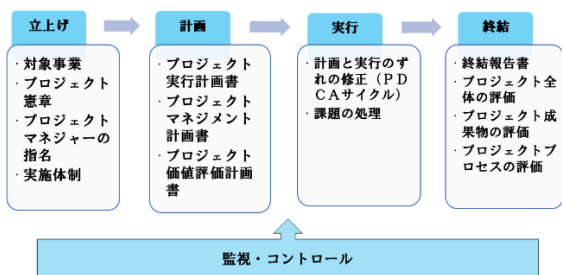 立上げ
・対象事業
・プロジェクト
憲章
・プロジェクト
マネジャーの
指名
・実施体制
計画
・プロジェクト
実行計画書
・プロジェクト
マネジメント
計画書
・プロジェクト
価値評価計画
書
実行
・計画と実行のず
れの修正（ＰＤ
ＣＡサイクル）
・課題の処理
終結
・終結報告書
・プロジェクト全
体の評価
・プロジェクト成
果物の評価
・プロジェクトプ
ロセスの評価
監視・コントロール